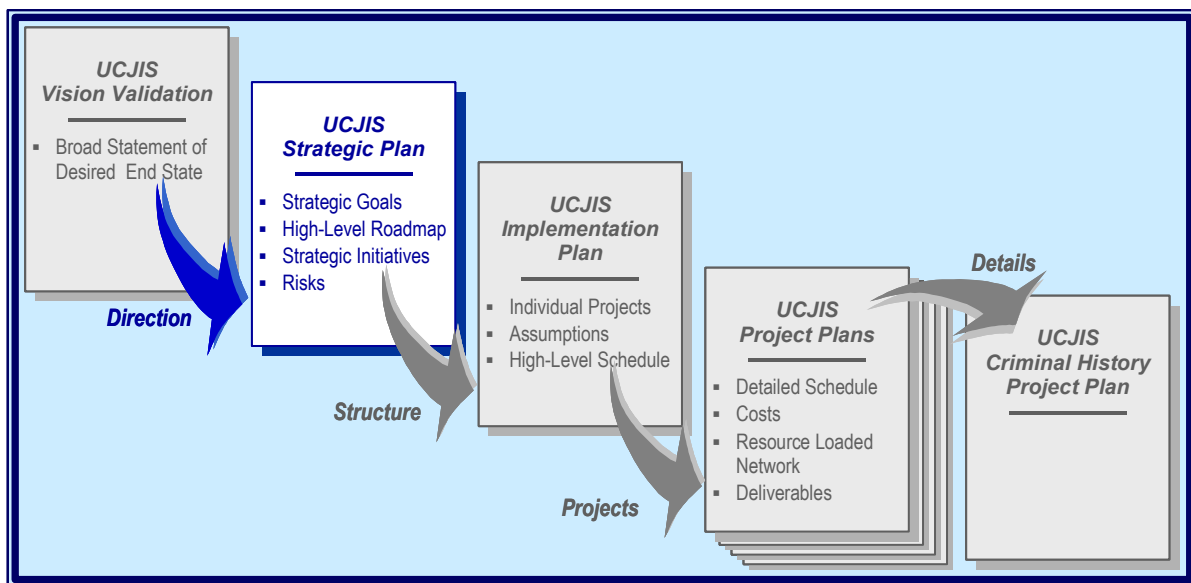 UCJIS
Vision Validation
▪ Broad Statement of
Desired End State
Direction
UCJIS
Strategic Plan
▪ Strategic Goals
▪ High-Level Roadmap
▪ Strategic Initiatives
▪ Risks
Structure
UCJIS
Implementation
Plan
▪ Individual Projects
▪ Assumptions
▪ High-Level Schedule
Projects
UCJIS
Project Plans
▪ Detailed Schedule
▪ Costs
▪ Resource Loaded
Network
▪ Deliverables
Details
UCJIS
Criminal History
Project Plan